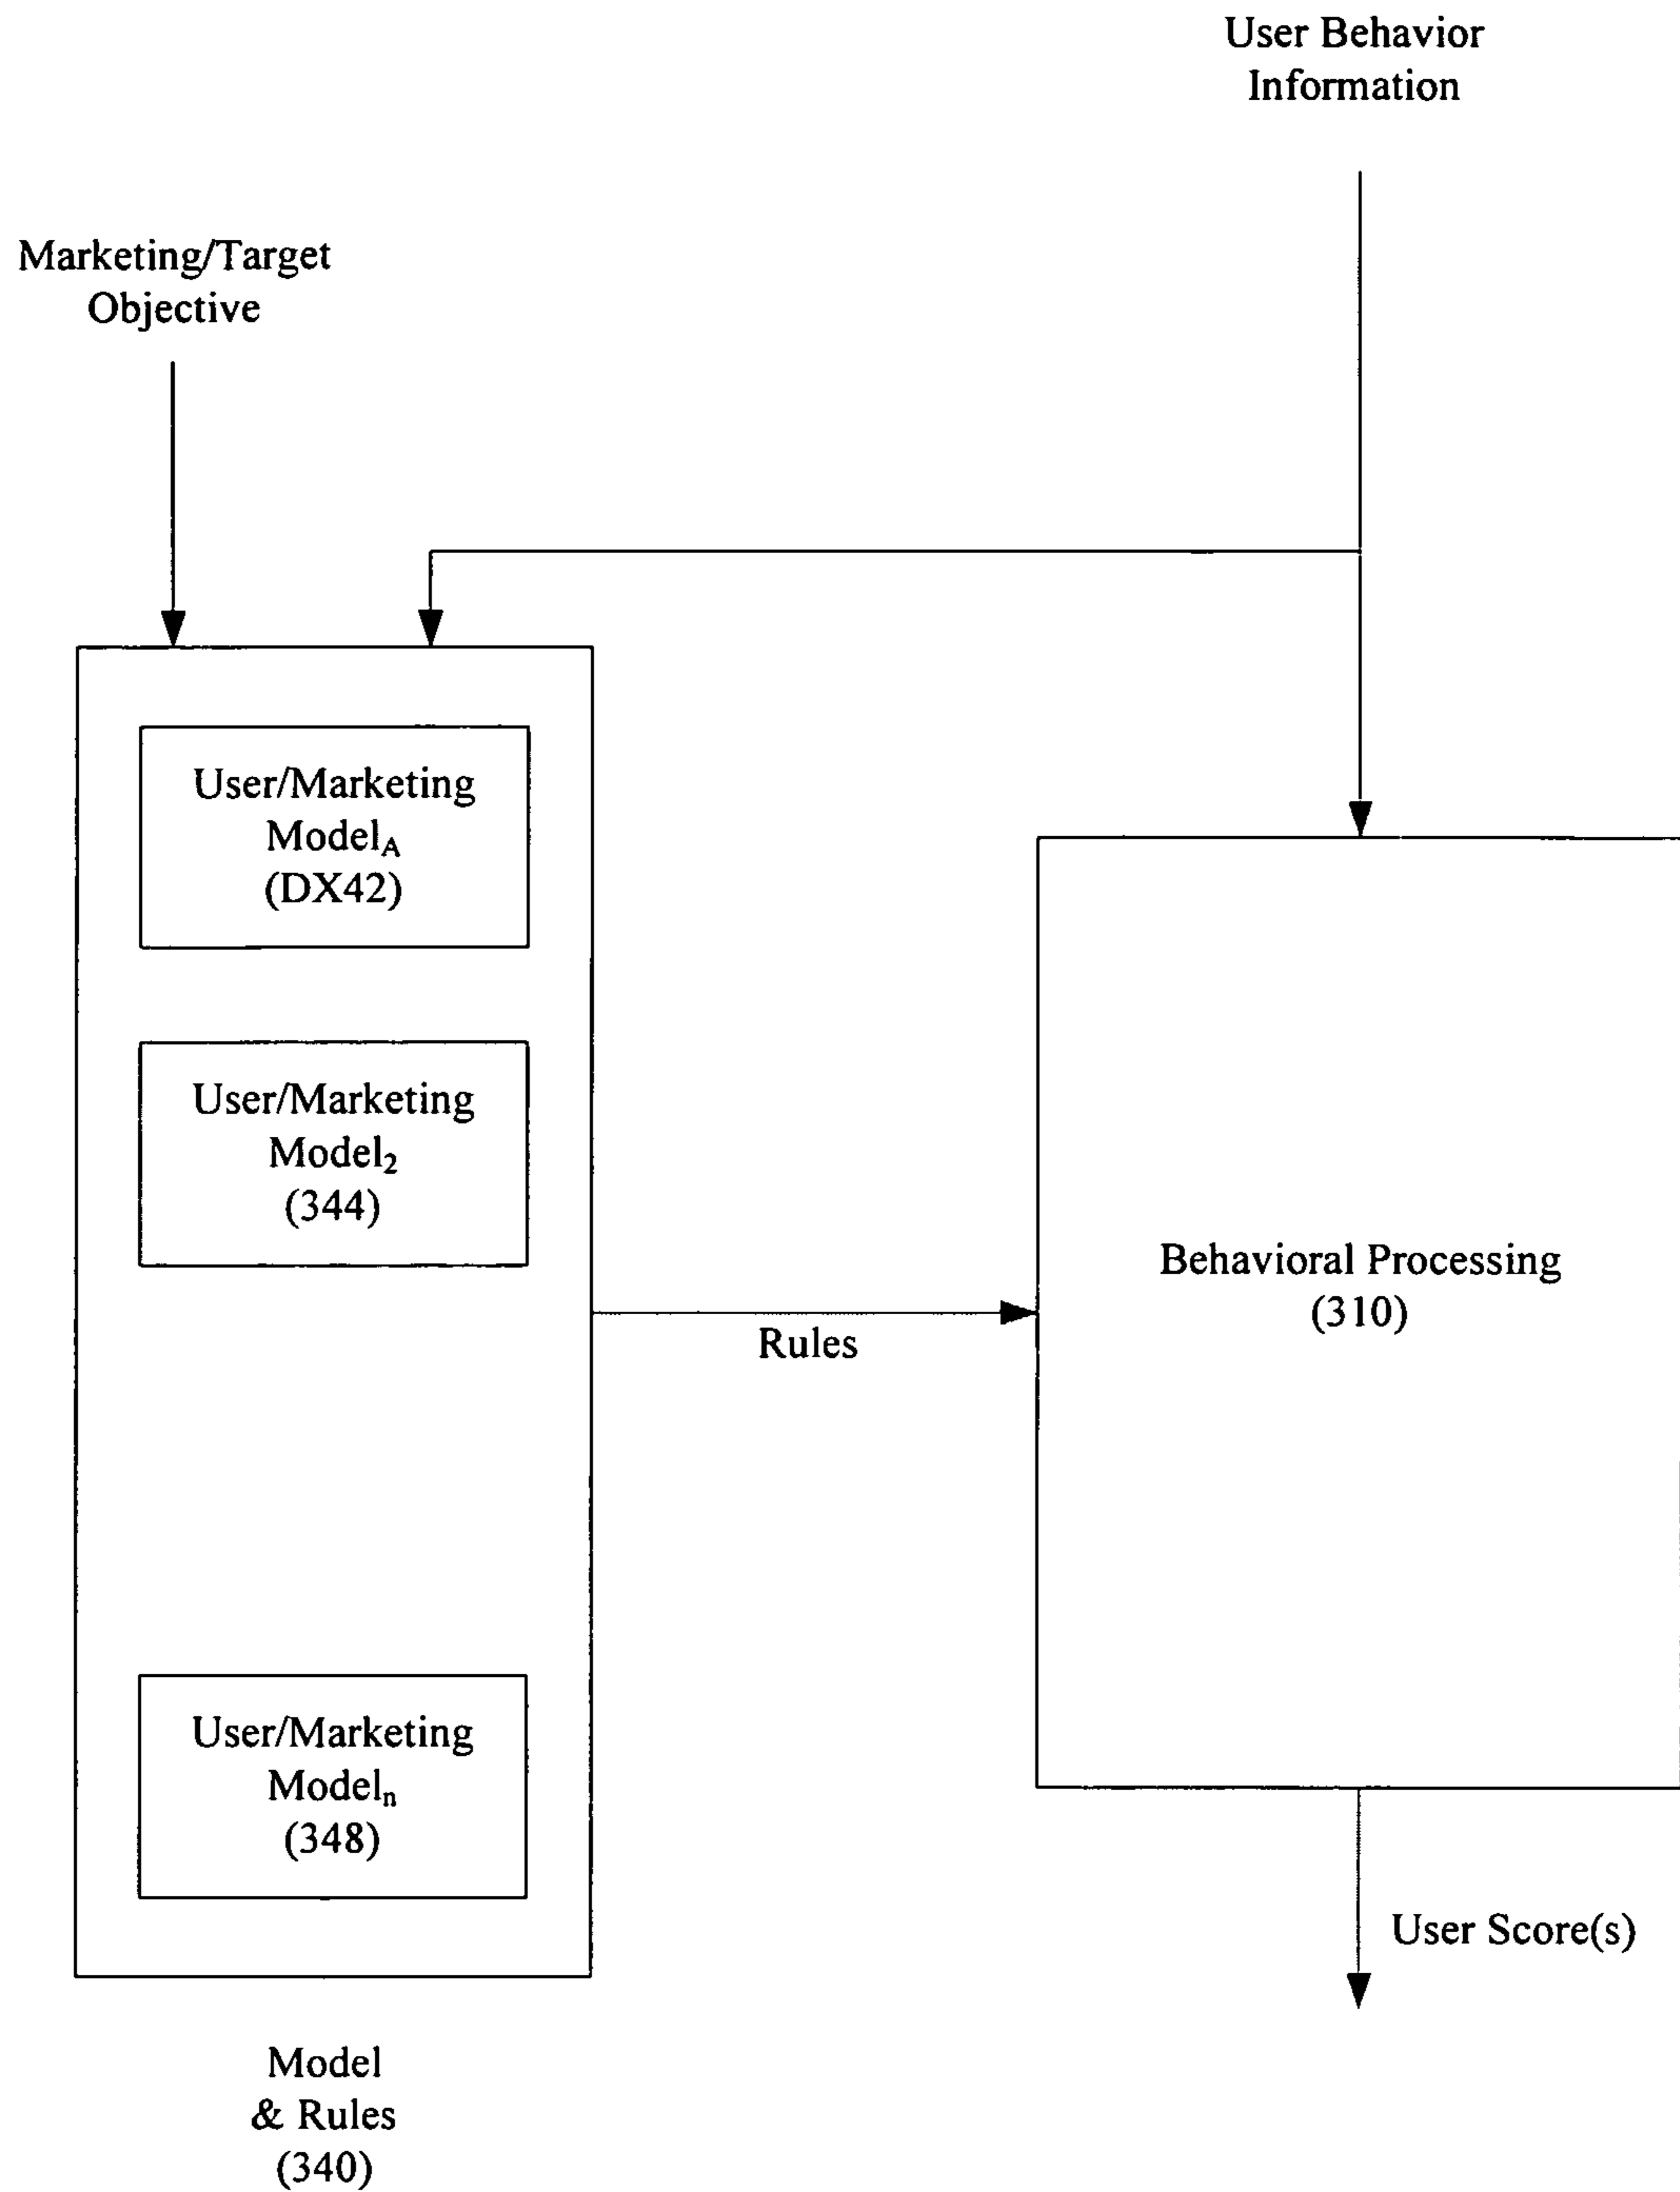 User Behavior
Information
Marketing/Target
Objective
User/Marketing
Model_A
(DX42)
User/Marketing
Model₂
(344)
Rules
Behavioral Processing
(310)
User/Marketing
Modelₙ
(348)
User Score(s)
Model
& Rules
(340)